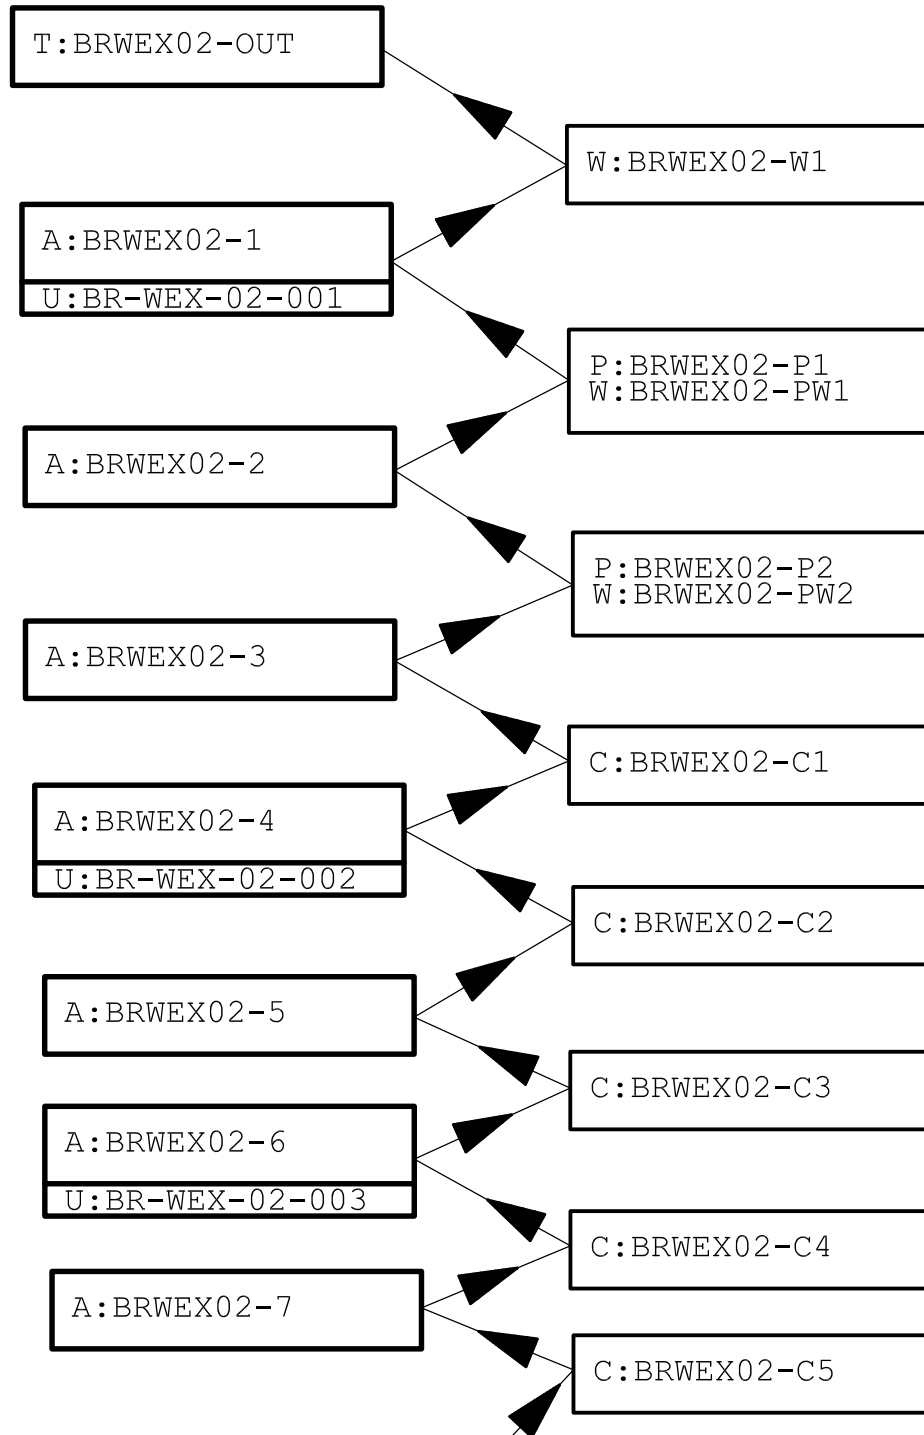 T:BRWEX02-OUT
W:BRWEX02-W1
A:BRWEX02-1
U:BR-WEX-02-001
P:BRWEX02-P1
W:BRWEX02-PW1
A:BRWEX02-2
P:BRWEX02-P2
W:BRWEX02-PW2
A:BRWEX02-3
C:BRWEX02-C1
A:BRWEX02-4
U:BR-WEX-02-002
C:BRWEX02-C2
A:BRWEX02-5
C:BRWEX02-C3
A:BRWEX02-6
U:BR-WEX-02-003
C:BRWEX02-C4
A:BRWEX02-7
C:BRWEX02-C5